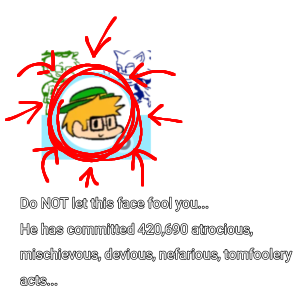 Do NOT let this face fool you...
He has committed 420,690 atrocious,
mischievous, devious, nefarious, tomfoolery
acts...